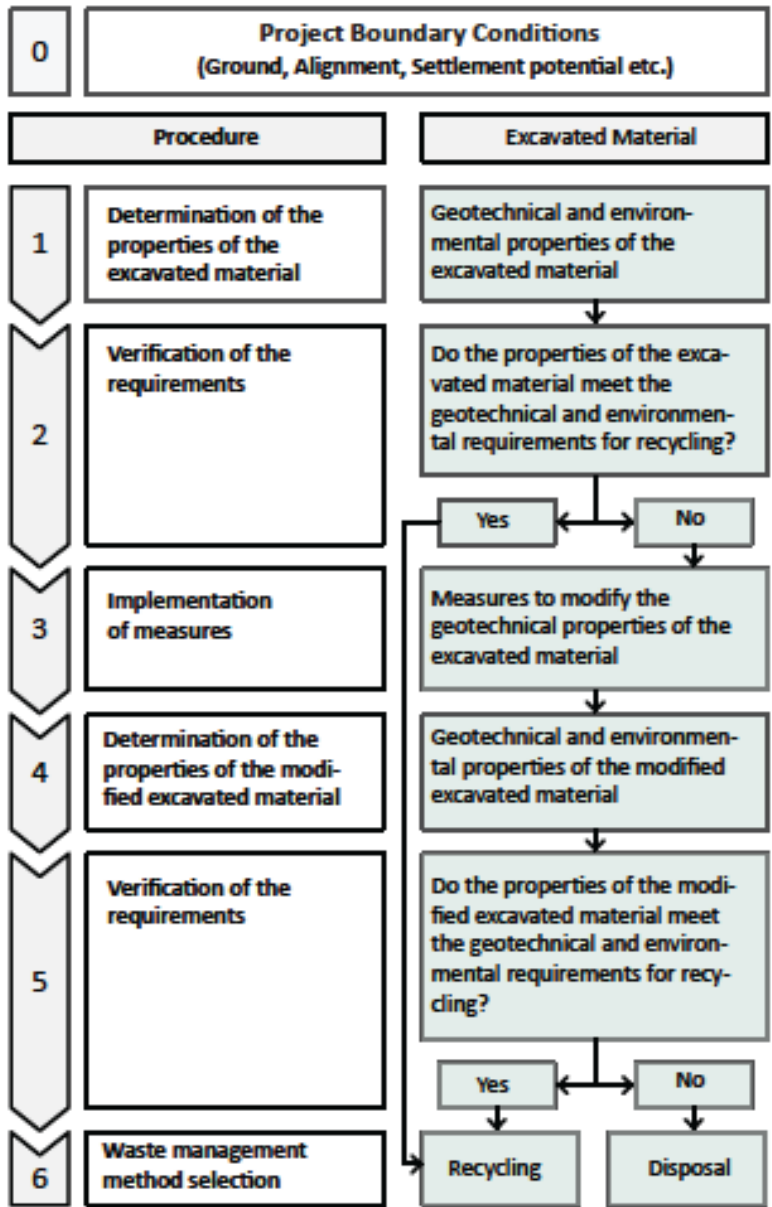 0
Project Boundary Conditions
(Ground, Alignment, Settlement potential etc.)
Procedure
Excavated Material
1
Determination of the
properties of the
excavated material
Geotechnical and environ-
mental properties of the
excavated material
2
Verification of the
requirements
Do the properties of the exca-
vated material meet the
geotechnical and environmen-
tal requirements for recycling?
Yes
No
3
Implementation
of measures
Measures to modify the
geotechnical properties of the
excavated material
4
Determination of the
properties of the modi-
fied excavated material
Geotechnical and environmen-
tal properties of the modified
excavated material
5
Verification of the
requirements
Do the properties of the modi-
fied excavated material meet
the geotechnical and environ-
mental requirements for recy-
cling?
Yes
No
6
Waste management
method selection
Recycling
Disposal